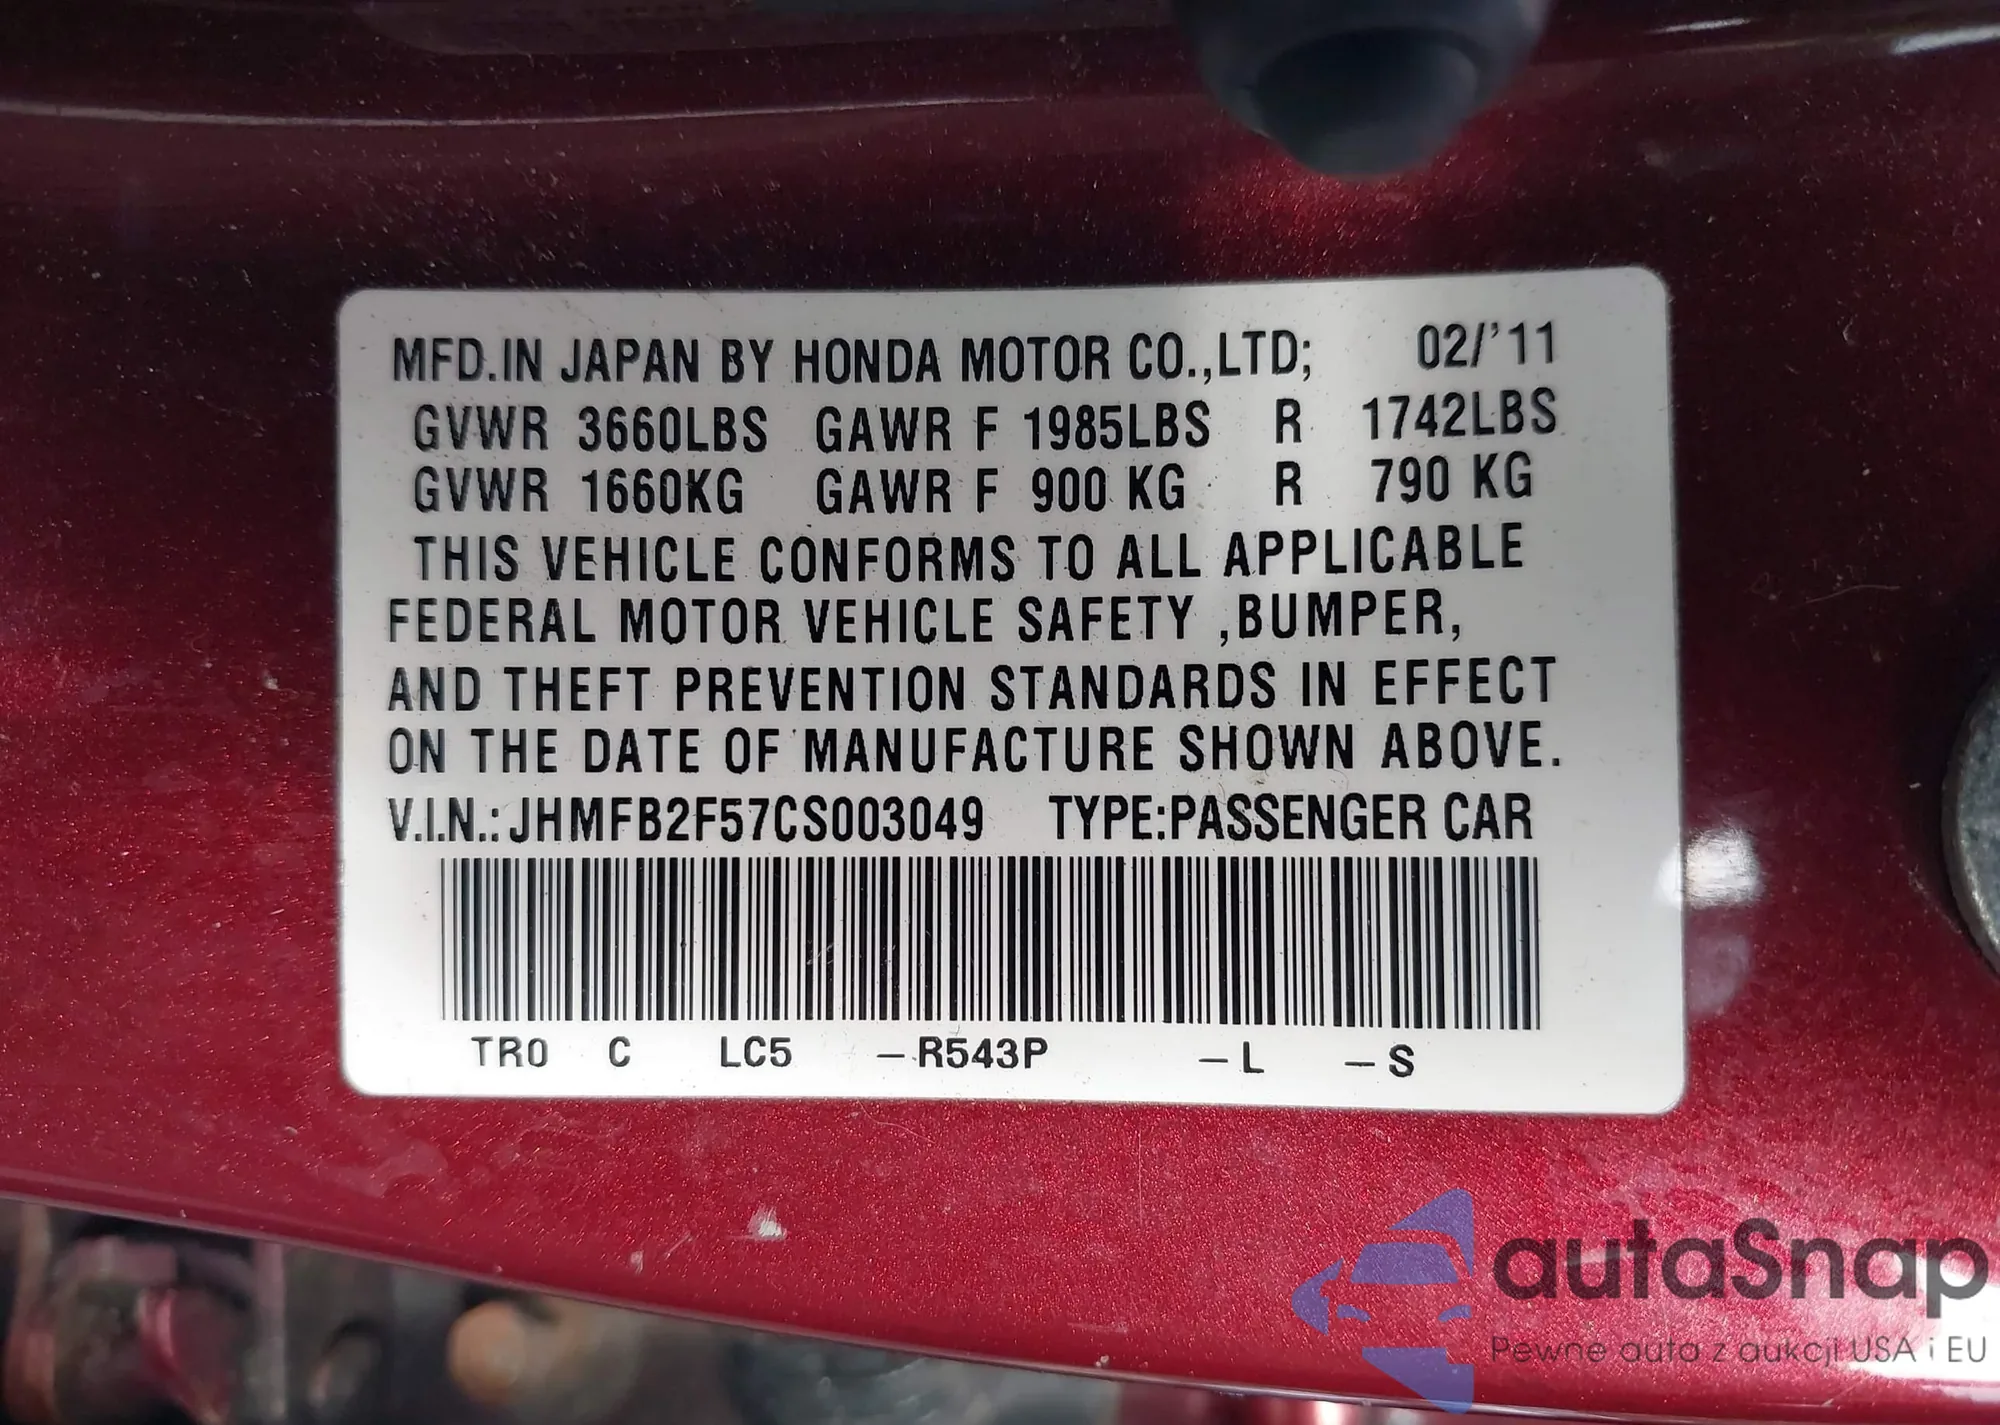 MFD.IN JAPAN BY HONDA MOTOR CO.,LTD; 02/'11
GVWR 3660LBS GAWR F 1985LBS R 1742LBS
GVWR 1660KG GAWR F 900 KG R 790 KG
THIS VEHICLE CONFORMS TO ALL APPLICABLE
FEDERAL MOTOR VEHICLE SAFETY ,BUMPER,
AND THEFT PREVENTION STANDARDS IN EFFECT
ON THE DATE OF MANUFACTURE SHOWN ABOVE.
V.I.N.:JHMFB2F57CS003049 TYPE:PASSENGER CAR
TR0 C LC5 -R543P -L -S
autaSnap
Pewne auta z aukcji USA i EU